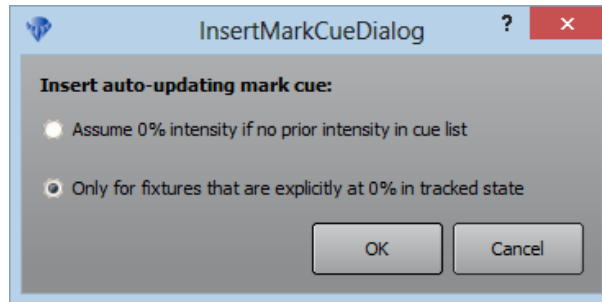 InsertMarkCueDialog
?
×
Insert auto-updating mark cue:
Assume 0% intensity if no prior intensity in cue list
Only for fixtures that are explicitly at 0% in tracked state
OK Cancel